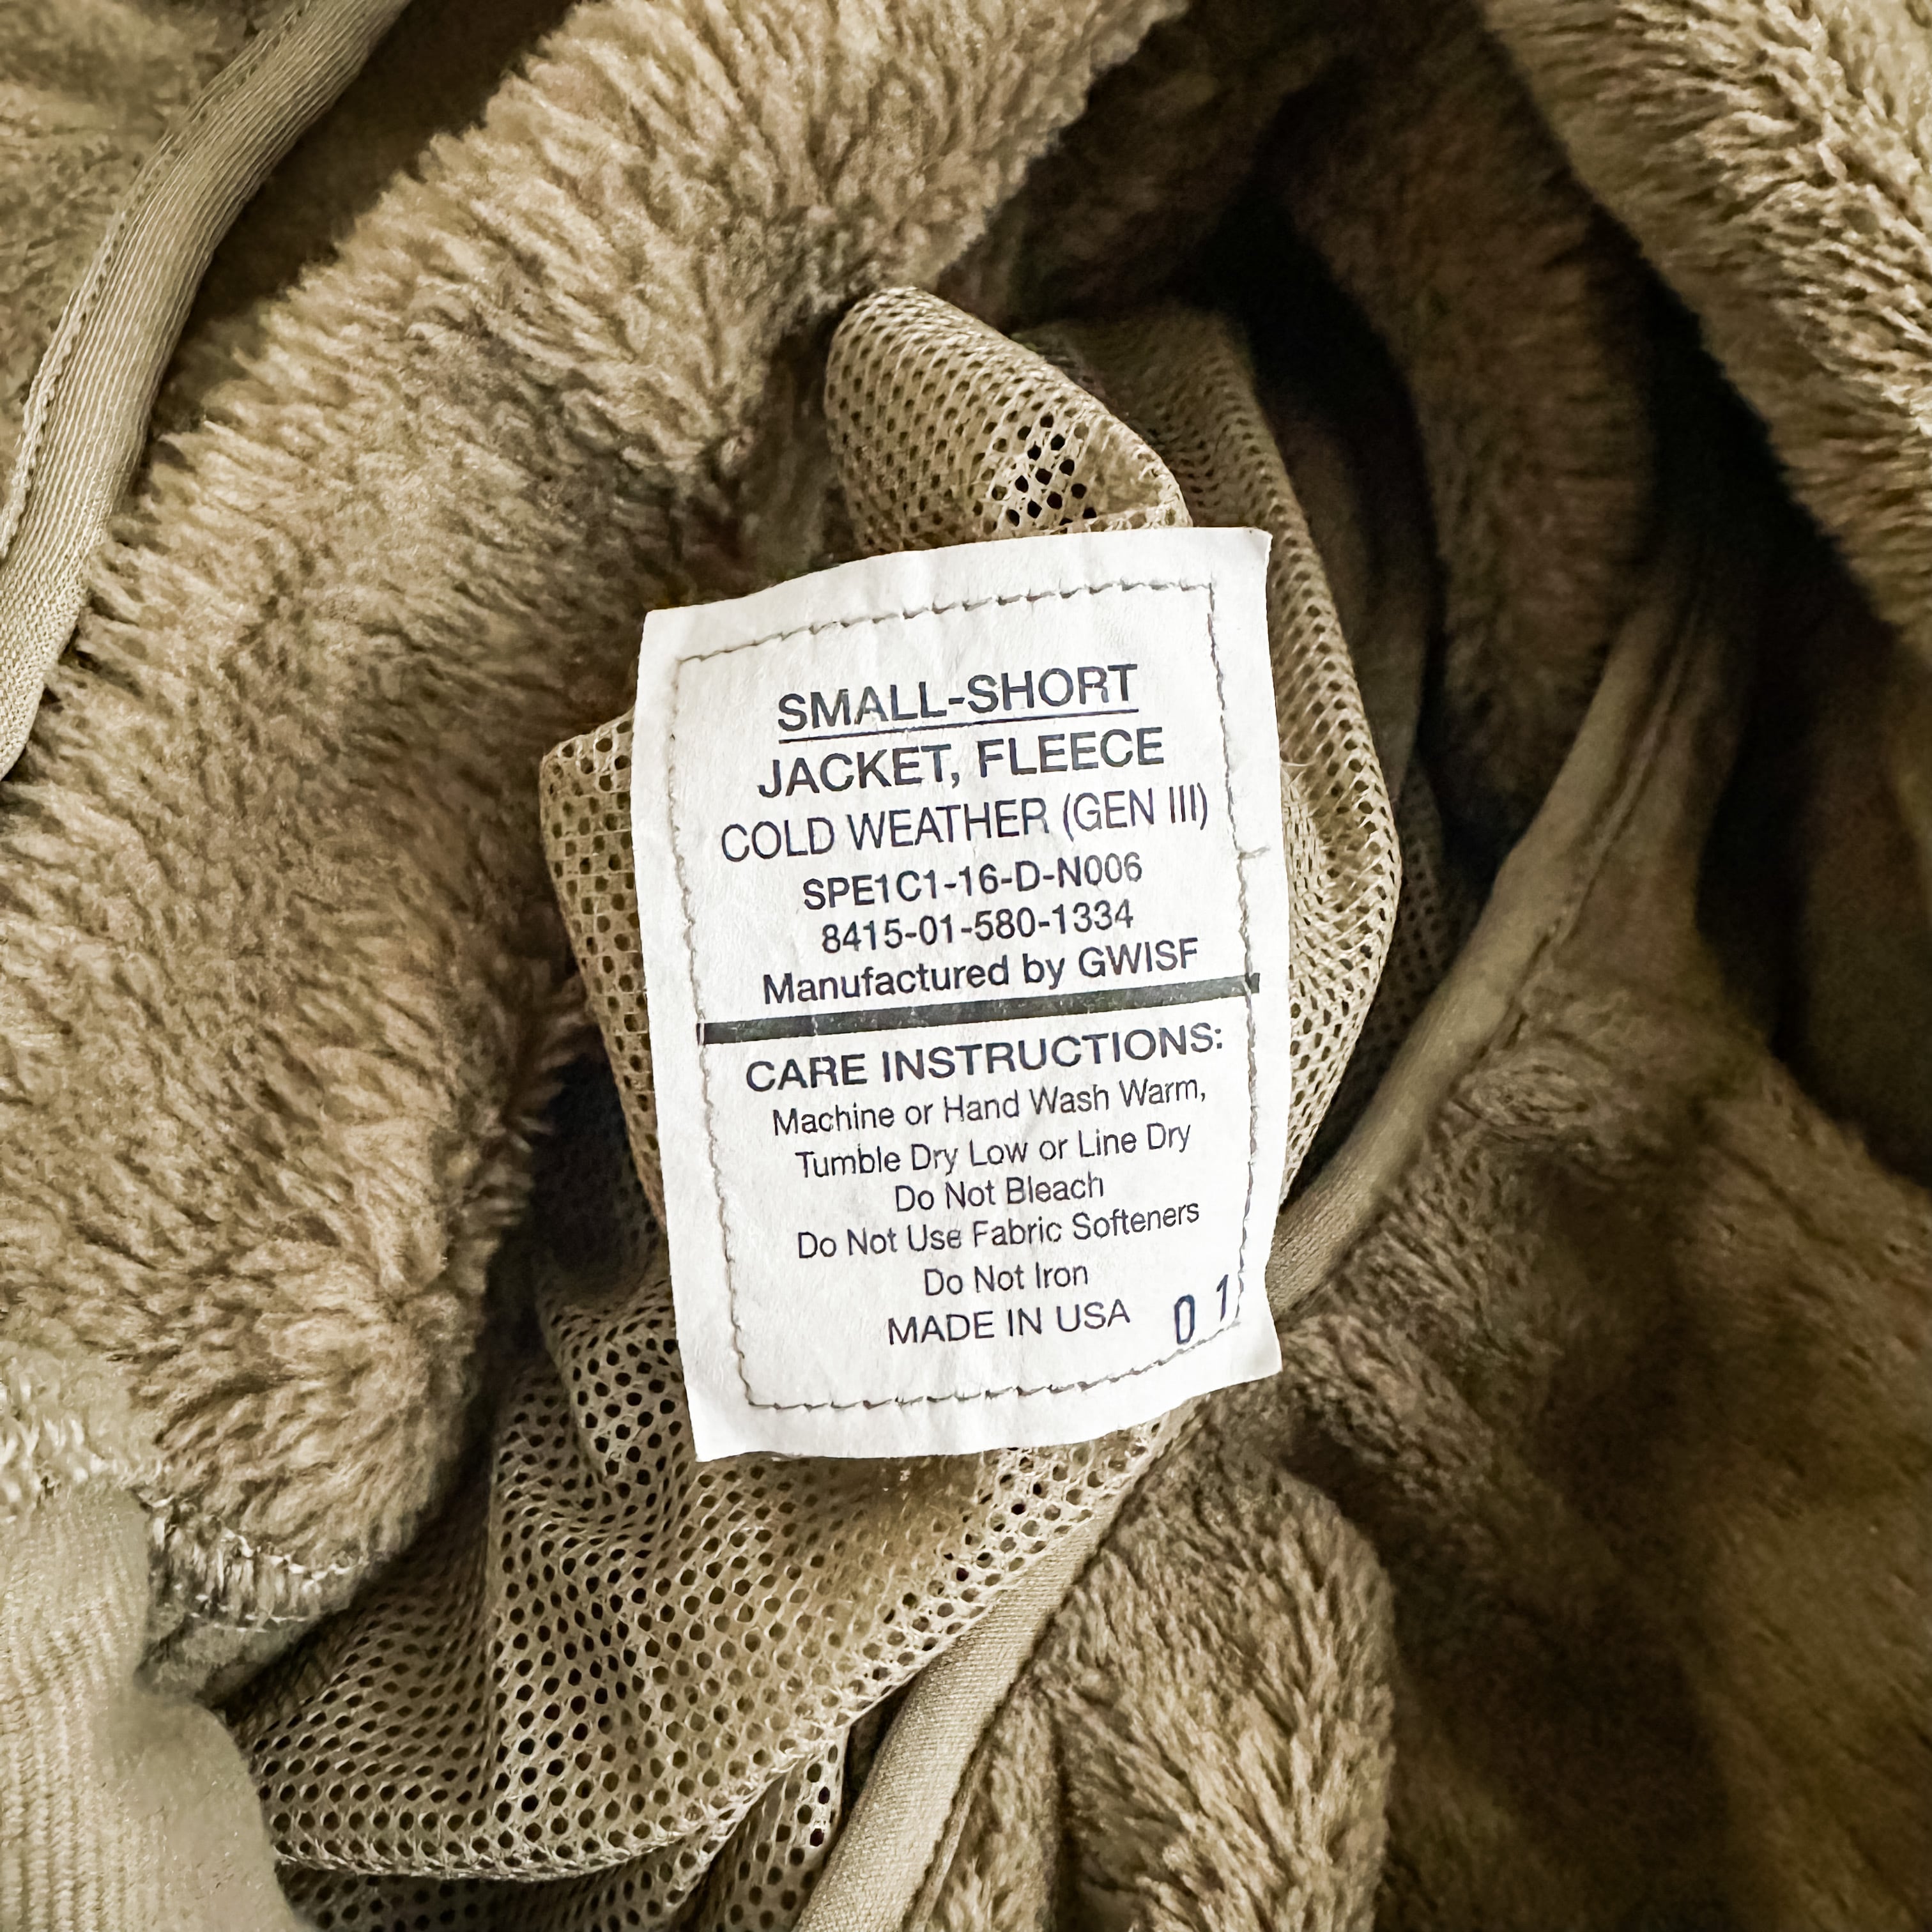 SMALL-SHORT
JACKET, FLEECE
COLD WEATHER (GEN III)
SPE1C1-16-D-N006
8415-01-580-1334
Manufactured by GWISF
CARE INSTRUCTIONS:
Machine or Hand Wash Warm,
Tumble Dry Low or Line Dry
Do Not Bleach
Do Not Use Fabric Softeners
Do Not Iron
MADE IN USA 01